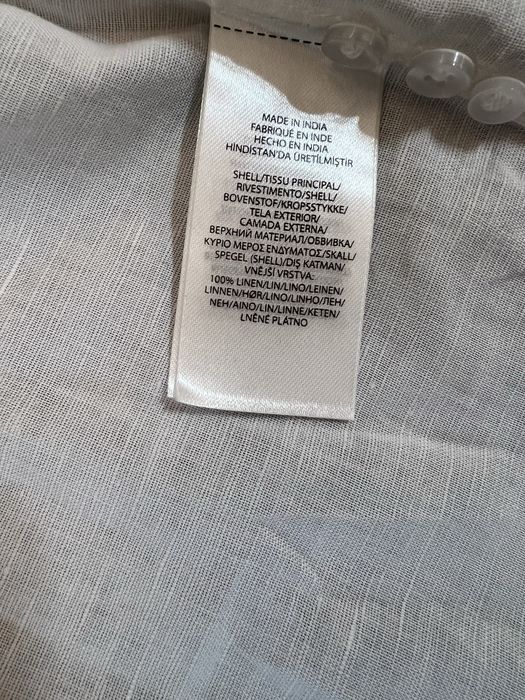 MADE IN INDIA
FABRIQUÉ EN INDE
HECHO EN INDIA
HİNDİSTAN'DA ÜRETİLMİŞTİR
SHELL/TISSU PRINCIPAL/
RIVESTIMENTO/SHELL/
BOVENSTOF/KROPSSTYKKE/
TELA EXTERIOR/
CAMADA EXTERNA/
ВЕРХНИЙ МАТЕРИАЛ/ОБВИВКА/
ΚΥΡΙΟ ΜΕΡΟΣ ΕΝΔΥΜΑΤΟΣ/SKALL/
SPEGEL (SHELL)/DIŞ KATMAN/
VNĚJŠÍ VRSTVA:
100% LINEN/LIN/LINO/LEINEN/
LINNEN/HØR/LINO/LINHO/ЛЕН/
ΛΕΝ/ΛΙΝΟ/LIN/LINNE/KETEN/
LNĚNÉ PLÁTNO